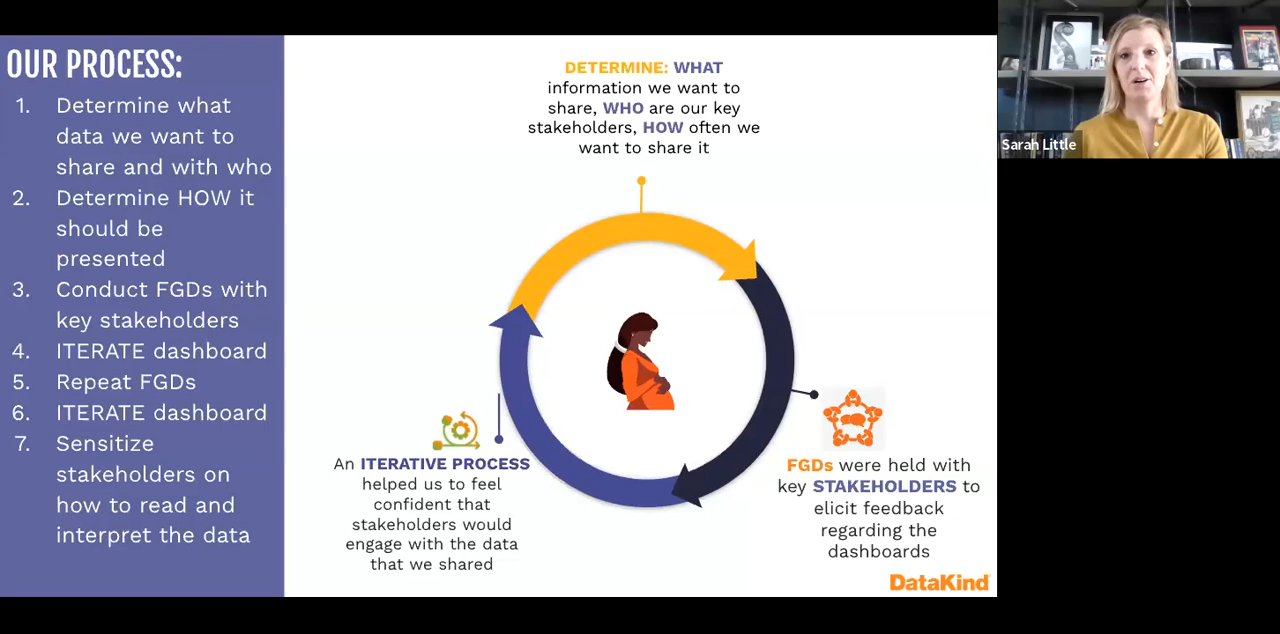 OUR PROCESS:
1. Determine what
data we want to
share and with who
2. Determine HOW it
should be
presented
3. Conduct FGDs with
key stakeholders
4. ITERATE dashboard
5. Repeat FGDs
6. ITERATE dashboard
7. Sensitize
stakeholders on
how to read and
interpret the data
DETERMINE: WHAT
information we want to
share, WHO are our key
stakeholders, HOW often we
want to share it
An ITERATIVE PROCESS
helped us to feel
confident that
stakeholders would
engage with the data
that we shared
FGDs were held with
key STAKEHOLDERS to
elicit feedback
regarding the
dashboards
DataKind
Sarah Little